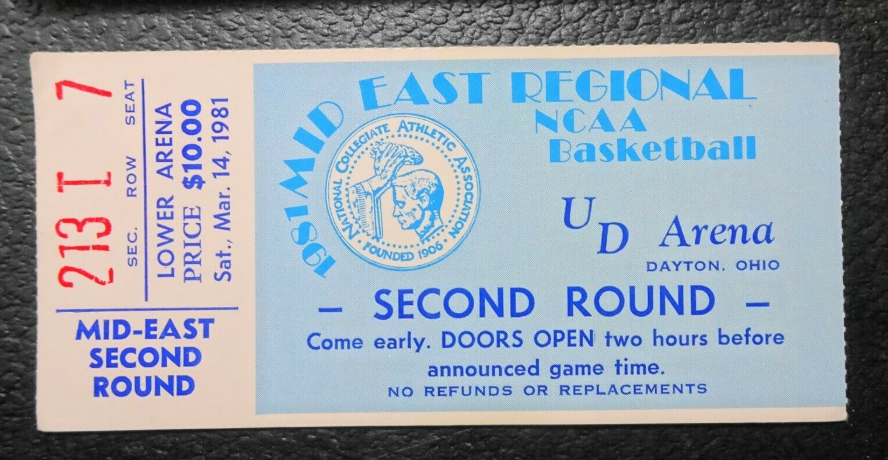 213 I 7
SEC. ROW SEAT
LOWER ARENA
PRICE $10.00
Sat., Mar. 14, 1981
MID-EAST
SECOND
ROUND
1981 MID EAST REGIONAL
NCAA
Basketball
NATIONAL COLLEGIATE ATHLETIC ASSOCIATION
FOUNDED 1906
UD Arena
DAYTON, OHIO
– SECOND ROUND –
Come early. DOORS OPEN two hours before
announced game time.
NO REFUNDS OR REPLACEMENTS